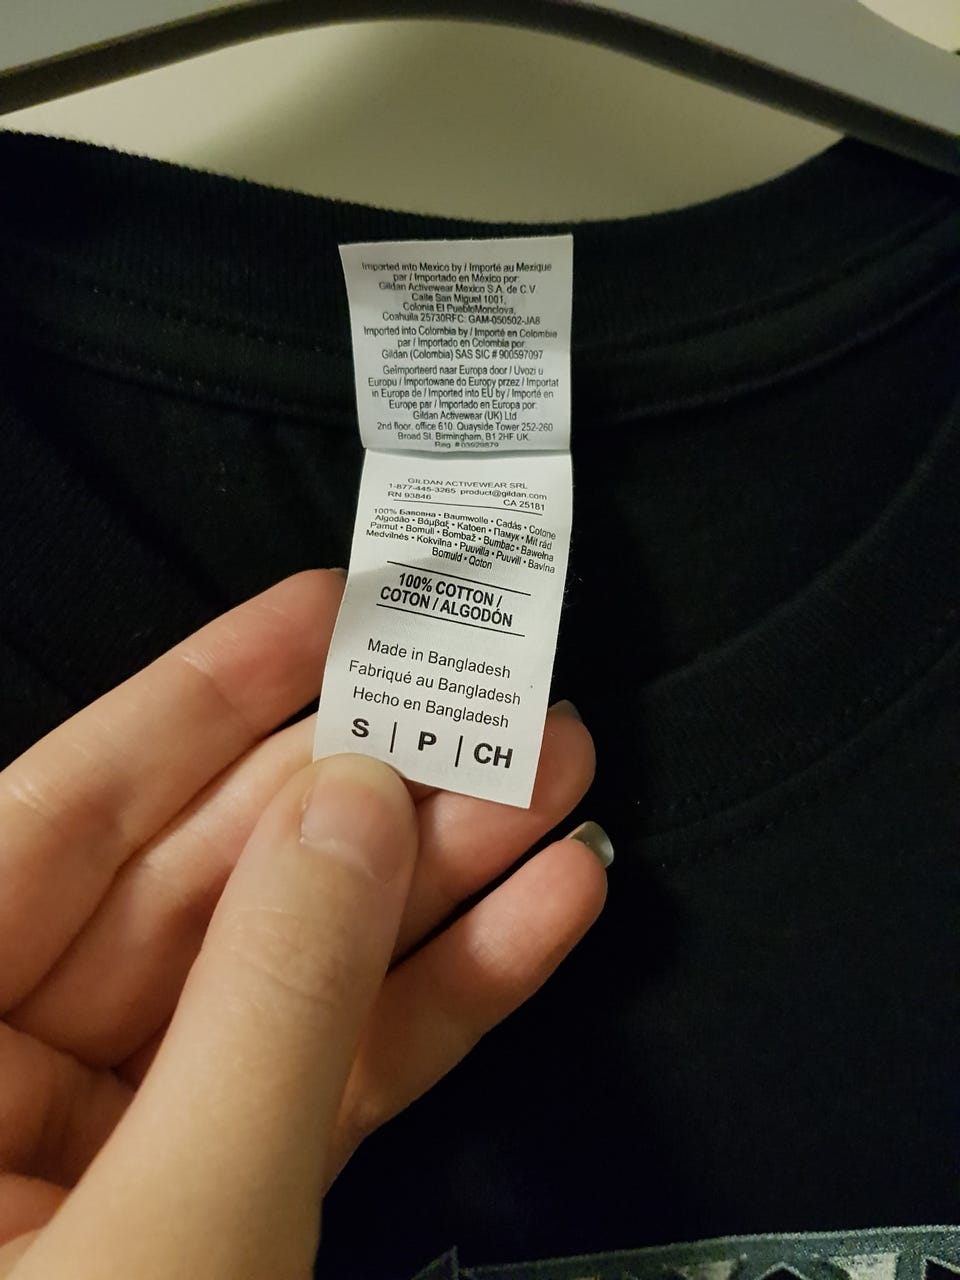 Imported into Mexico by / Importé au Mexique
par / Importado en México por:
Gildan Activewear Mexico S.A. de C.V
Calle San Miguel 1001,
Colonia El PuebloMonclova,
Coahuila 25730RFC: GAM-050502-JA8
Imported into Colombia by / Importé en Colombie
par / Importado en Colombia por:
Gildan (Colombia) SAS SIC # 900597097
Geïmporteerd naar Europa door / Uvozi u
Europu / Importowane do Europy przez / Importat
in Europa de / Imported into EU by / Importé en
Europe par / Importado en Europa por:
Gildan Activewear (UK) Ltd
2nd floor, office 610, Quayside Tower 252-260
Broad St. Birmingham, B1 2HF UK.
Reg. #03929879
GILDAN ACTIVEWEAR SRL
1-877-445-3265 product@gildan.com
RN 93846 CA 25181
100% Бавовна • Baumwolle • Cadás • Cotone
Algodão • Βάμβαξ • Katoen • Памук • Mit rád
Pamut • Bomull • Bombaž • Bumbac • Bawełna
Medvilnės • Kokvilna • Puuvilla • Puuvill • Bavlna
Bomuld • Qoton
100% COTTON /
COTON / ALGODÓN
Made in Bangladesh
Fabriqué au Bangladesh
Hecho en Bangladesh
S | P | CH